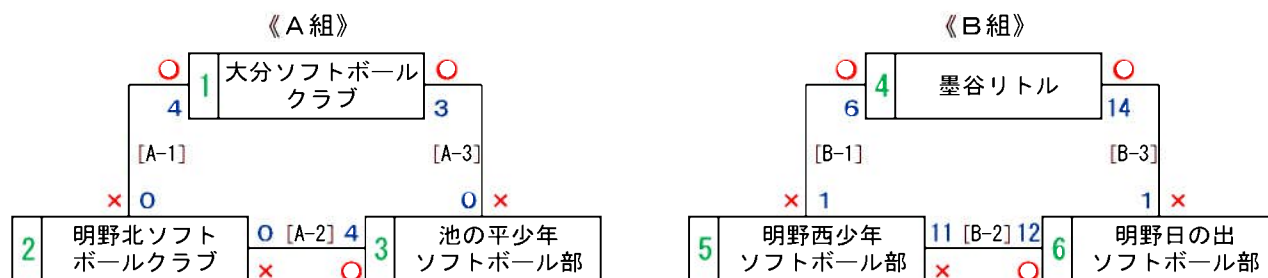 《A組》
○ 1 大分ソフトボール
クラブ ○
4 3
[A-1] [A-3]
× 0 0 ×
2 明野北ソフト
ボールクラブ
0 [A-2] 4
× ○
3 池の平少年
ソフトボール部
《B組》
○ 4 墨谷リトル ○
6 14
[B-1] [B-3]
× 1 1 ×
5 明野西少年
ソフトボール部
11 [B-2] 12
× ○
6 明野日の出
ソフトボール部